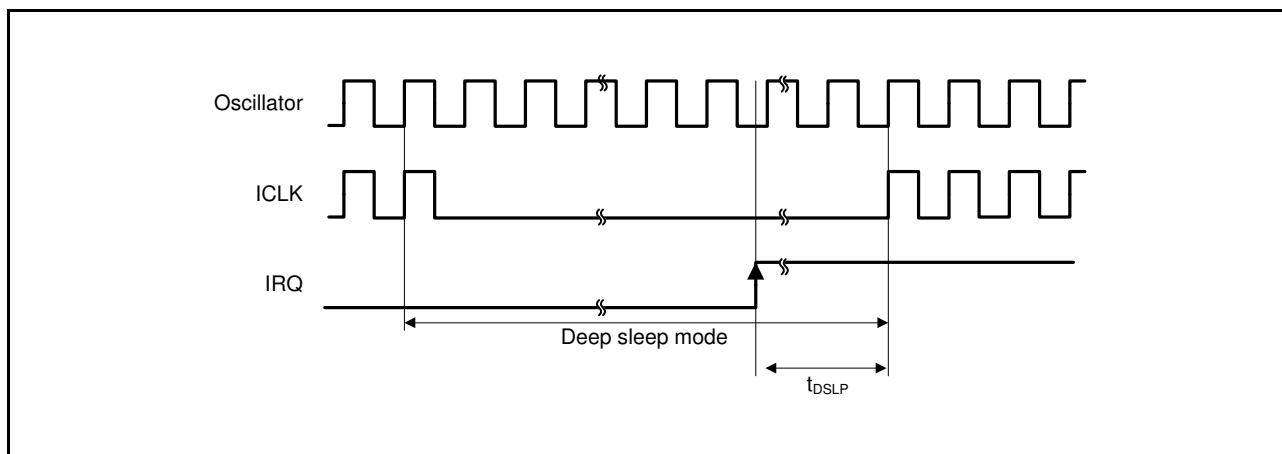 Oscillator
ICLK
IRQ
Deep sleep mode
tDSLP